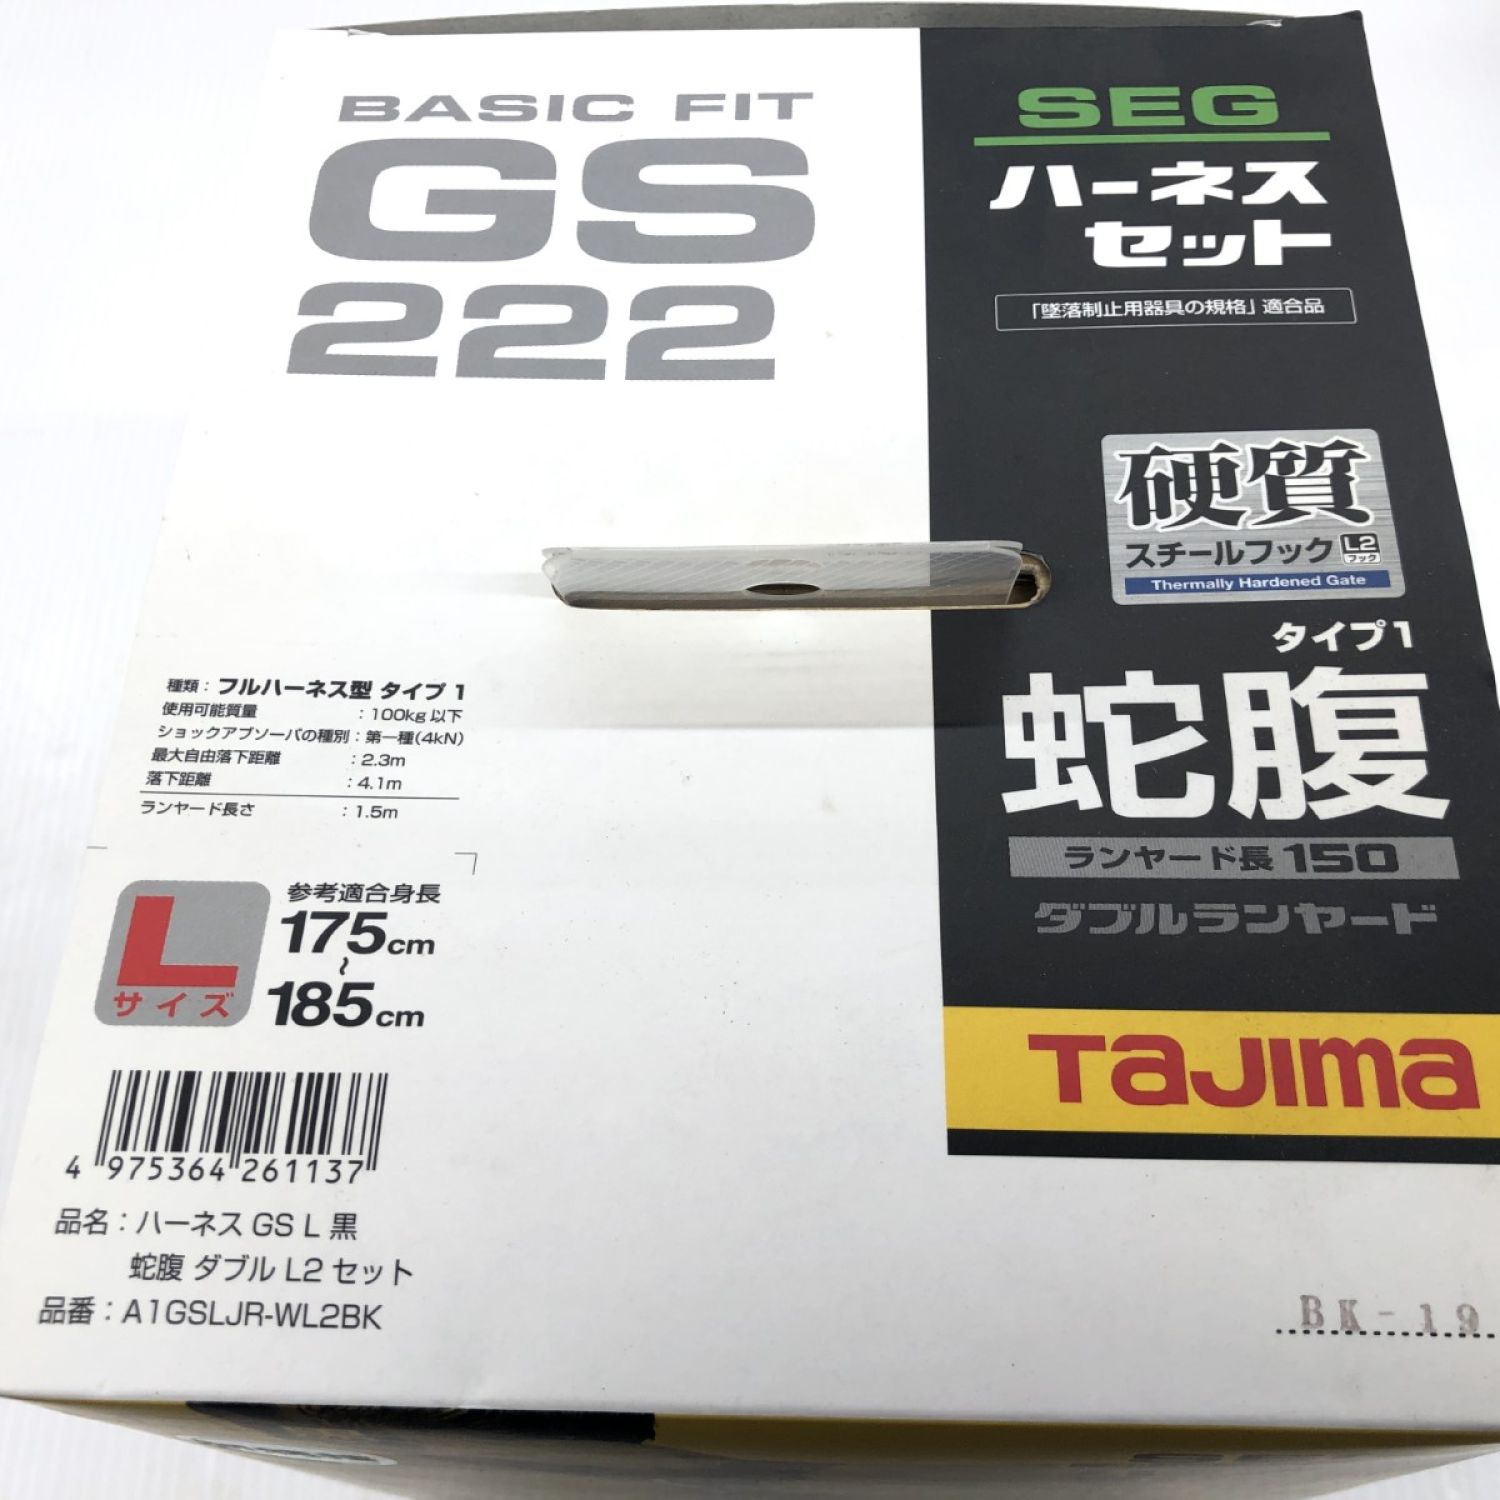 BASIC FIT
GS
222
SEG
ハーネス
セット
「墜落制止用器具の規格」適合品
硬質
スチールフック L2
フック
Thermally Hardened Gate
タイプ1
蛇腹
ランヤード長150
ダブルランヤード
Tajima
種類：フルハーネス型 タイプ 1
使用可能質量 ：100kg 以下
ショックアブソーバの種別：第一種(4kN)
最大自由落下距離 ：2.3m
落下距離 ：4.1m
ランヤード長さ ：1.5m
L
サイズ
参考適合身長
175cm
~
185cm
4 975364 261137
品名：ハーネス GS L 黒
蛇腹 ダブル L2 セット
品番：A1GSLJR-WL2BK
BK-19